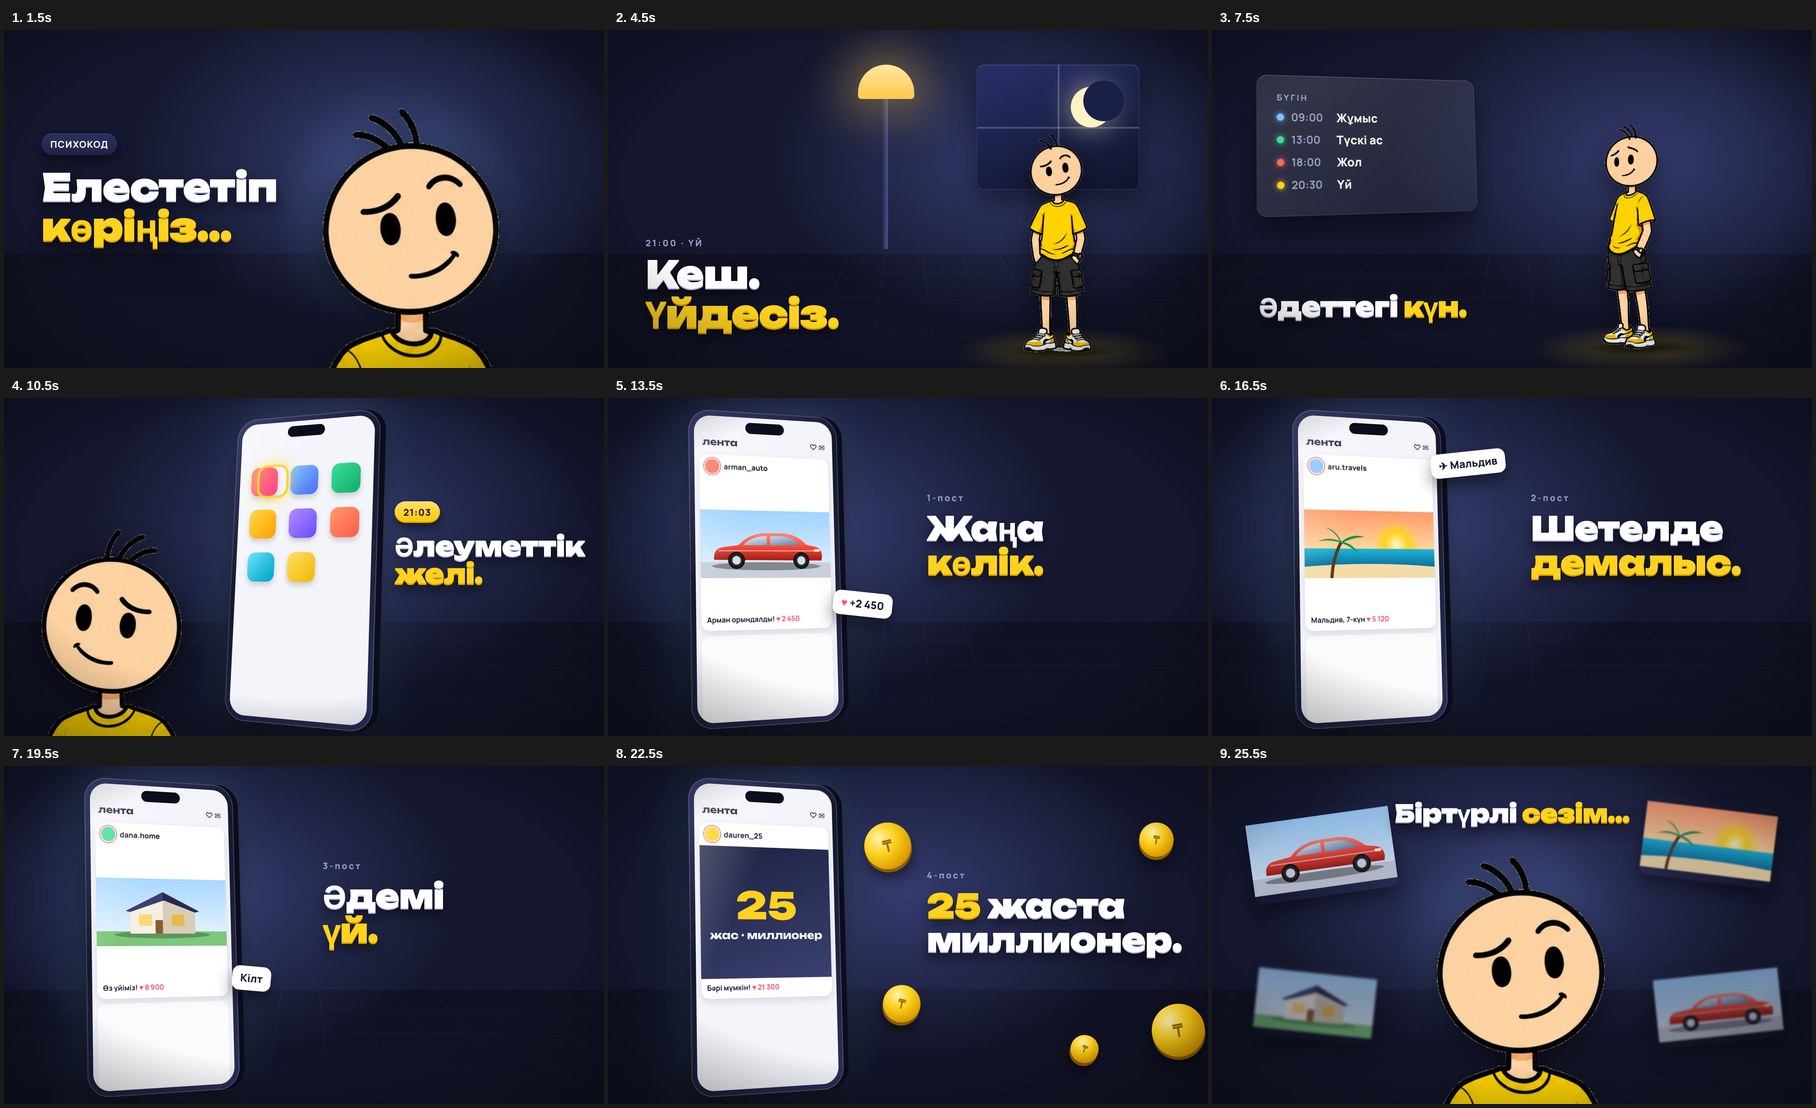 1. 1.5s
ПСИХОКОД
Елестетіп
көріңіз...
2. 4.5s
21:00 · ҮЙ
Кеш.
Үйдесіз.
3. 7.5s
БҮГІН
09:00 Жұмыс
13:00 Түскі ас
18:00 Жол
20:30 Үй
Әдеттегі күн.
4. 10.5s
21:03
Әлеуметтік
желі.
5. 13.5s
лента
arman_auto
Арман орындалды! ♥ 2 450
♥ +2 450
1-пост
Жаңа
көлік.
6. 16.5s
лента
aru.travels
✈ Мальдив
Мальдив, 7-күн ♥ 5 120
2-пост
Шетелде
демалыс.
7. 19.5s
лента
dana.home
Өз үйіміз! ♥ 8 900
Кілт
3-пост
Әдемі
үй.
8. 22.5s
лента
dauren_25
25
жас · миллионер
Бәрі мүмкін! ♥ 21 300
₸
₸
₸
₸
₸
4-пост
25 жаста
миллионер.
9. 25.5s
Біртүрлі сезім...